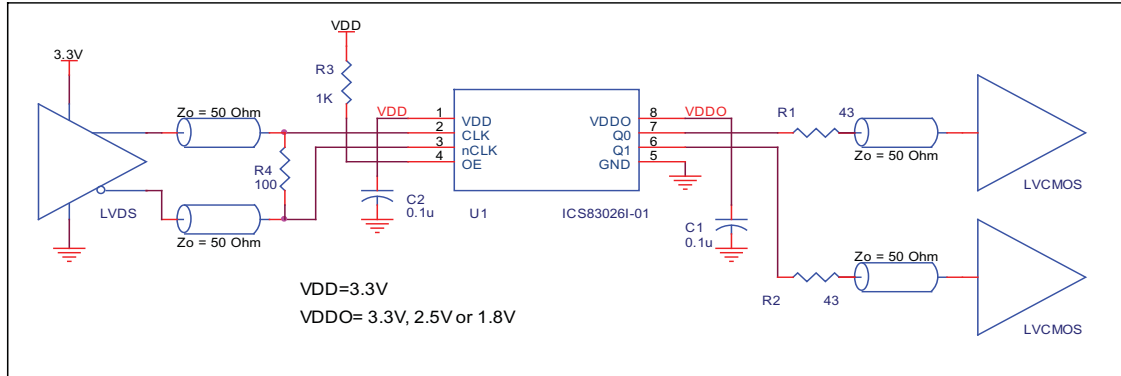 3.3V
Zo = 50 Ohm
R4
100
LVDS
Zo = 50 Ohm
VDD
R3
1K
VDD
C2
0.1u
1
2
3
4
VDD
CLK
nCLK
OE
VDDO
Q0
Q1
GND
8
7
6
5
U1
ICS83026I-01
VDDO
C1
0.1u
R1
43
Zo = 50 Ohm
LVCMOS
Zo = 50 Ohm
R2
43
LVCMOS
VDD=3.3V
VDDO= 3.3V, 2.5V or 1.8V